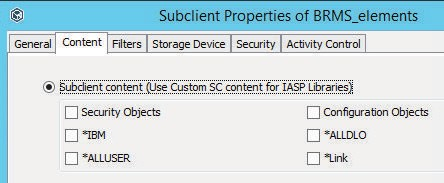 Subclient Properties of BRMS_elements
General Content Filters Storage Device Security Activity Control
Subclient content (Use Custom SC content for IASP Libraries)
Security Objects Configuration Objects
*IBM *ALLDLO
*ALLUSER *Link